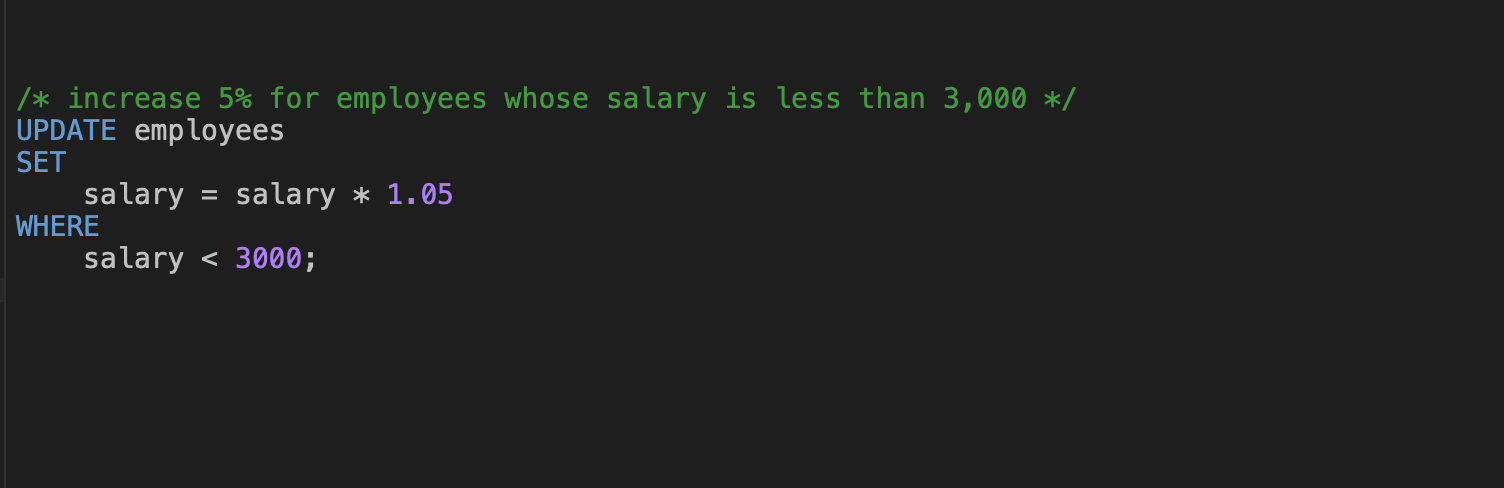 /* increase 5% for employees whose salary is less than 3,000 */
UPDATE employees
SET
    salary = salary * 1.05
WHERE
    salary < 3000;